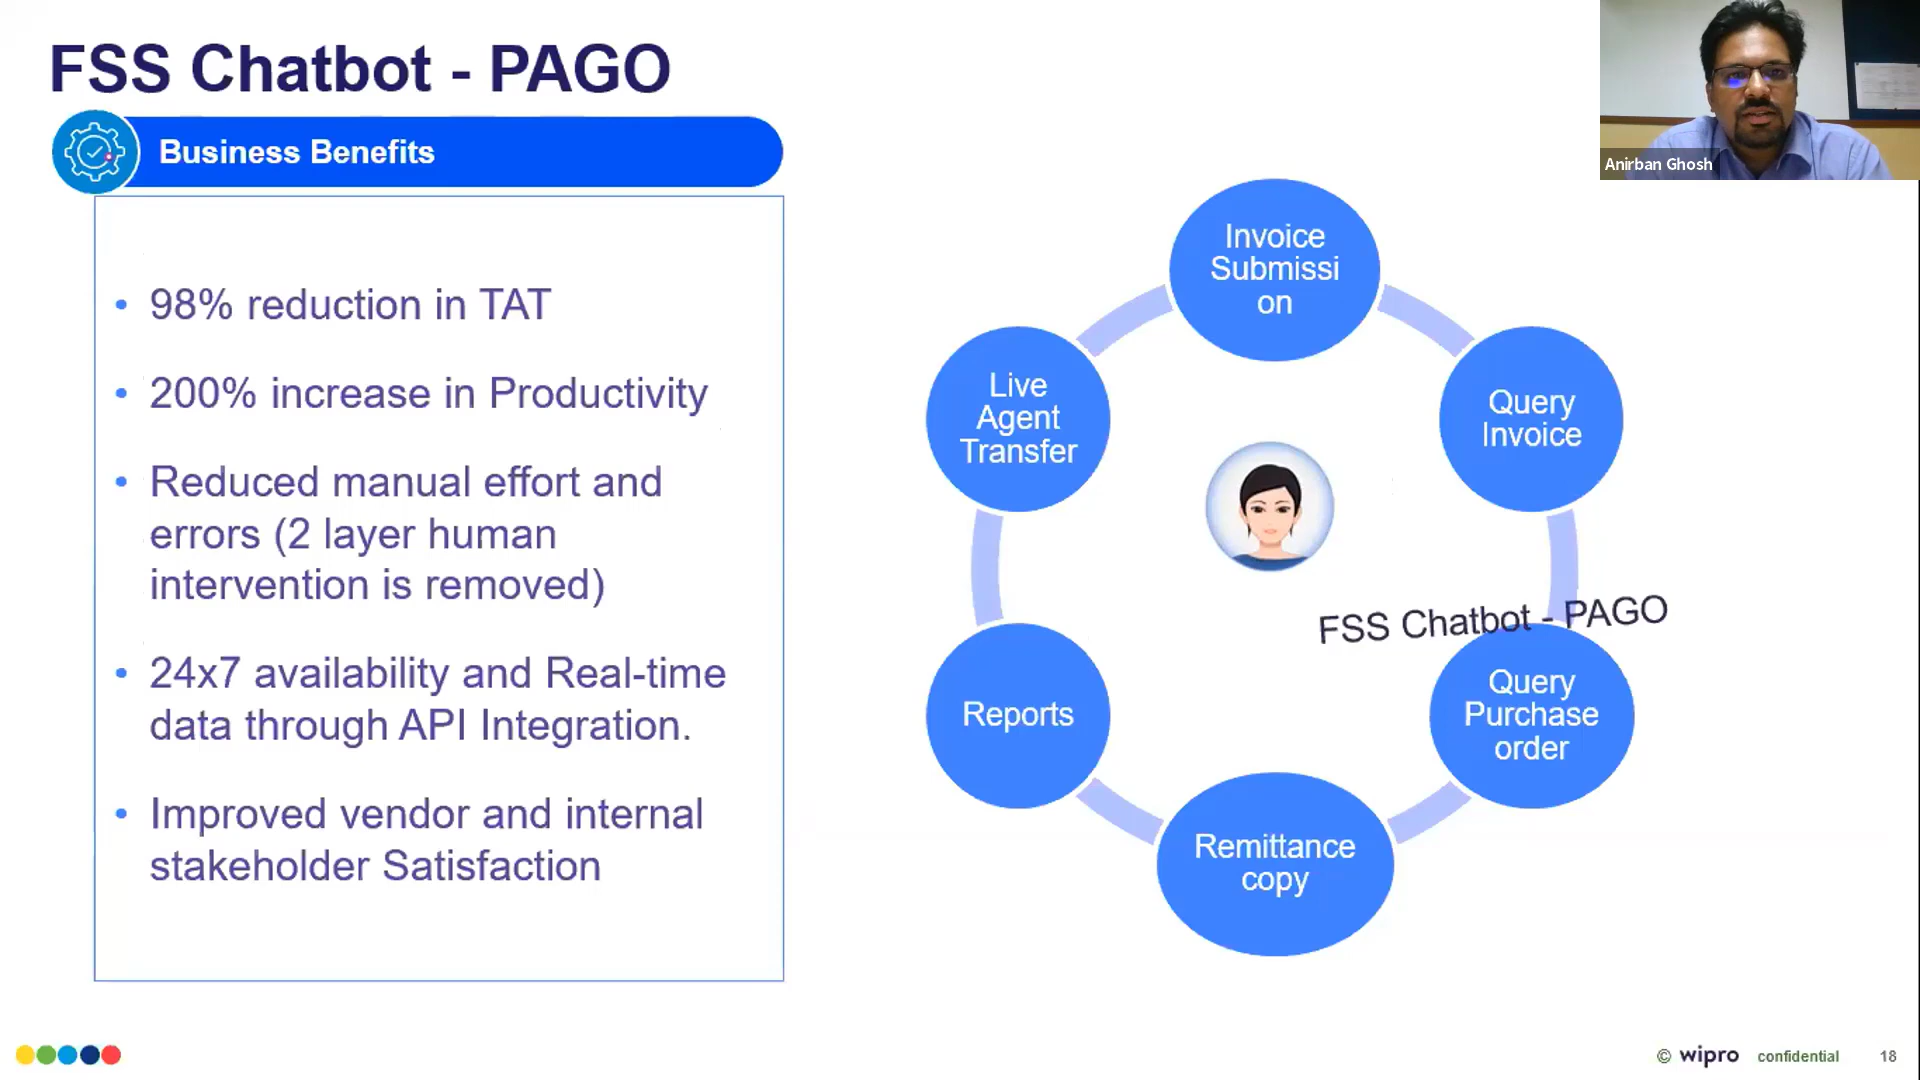 FSS Chatbot - PAGO
Business Benefits
• 98% reduction in TAT
• 200% increase in Productivity
• Reduced manual effort and
errors (2 layer human
intervention is removed)
• 24x7 availability and Real-time
data through API Integration.
• Improved vendor and internal
stakeholder Satisfaction
Invoice
Submissi
on
Query
Invoice
Query
Purchase
order
Remittance
copy
Reports
Live
Agent
Transfer
FSS Chatbot - PAGO
Anirban Ghosh
© wipro confidential 18